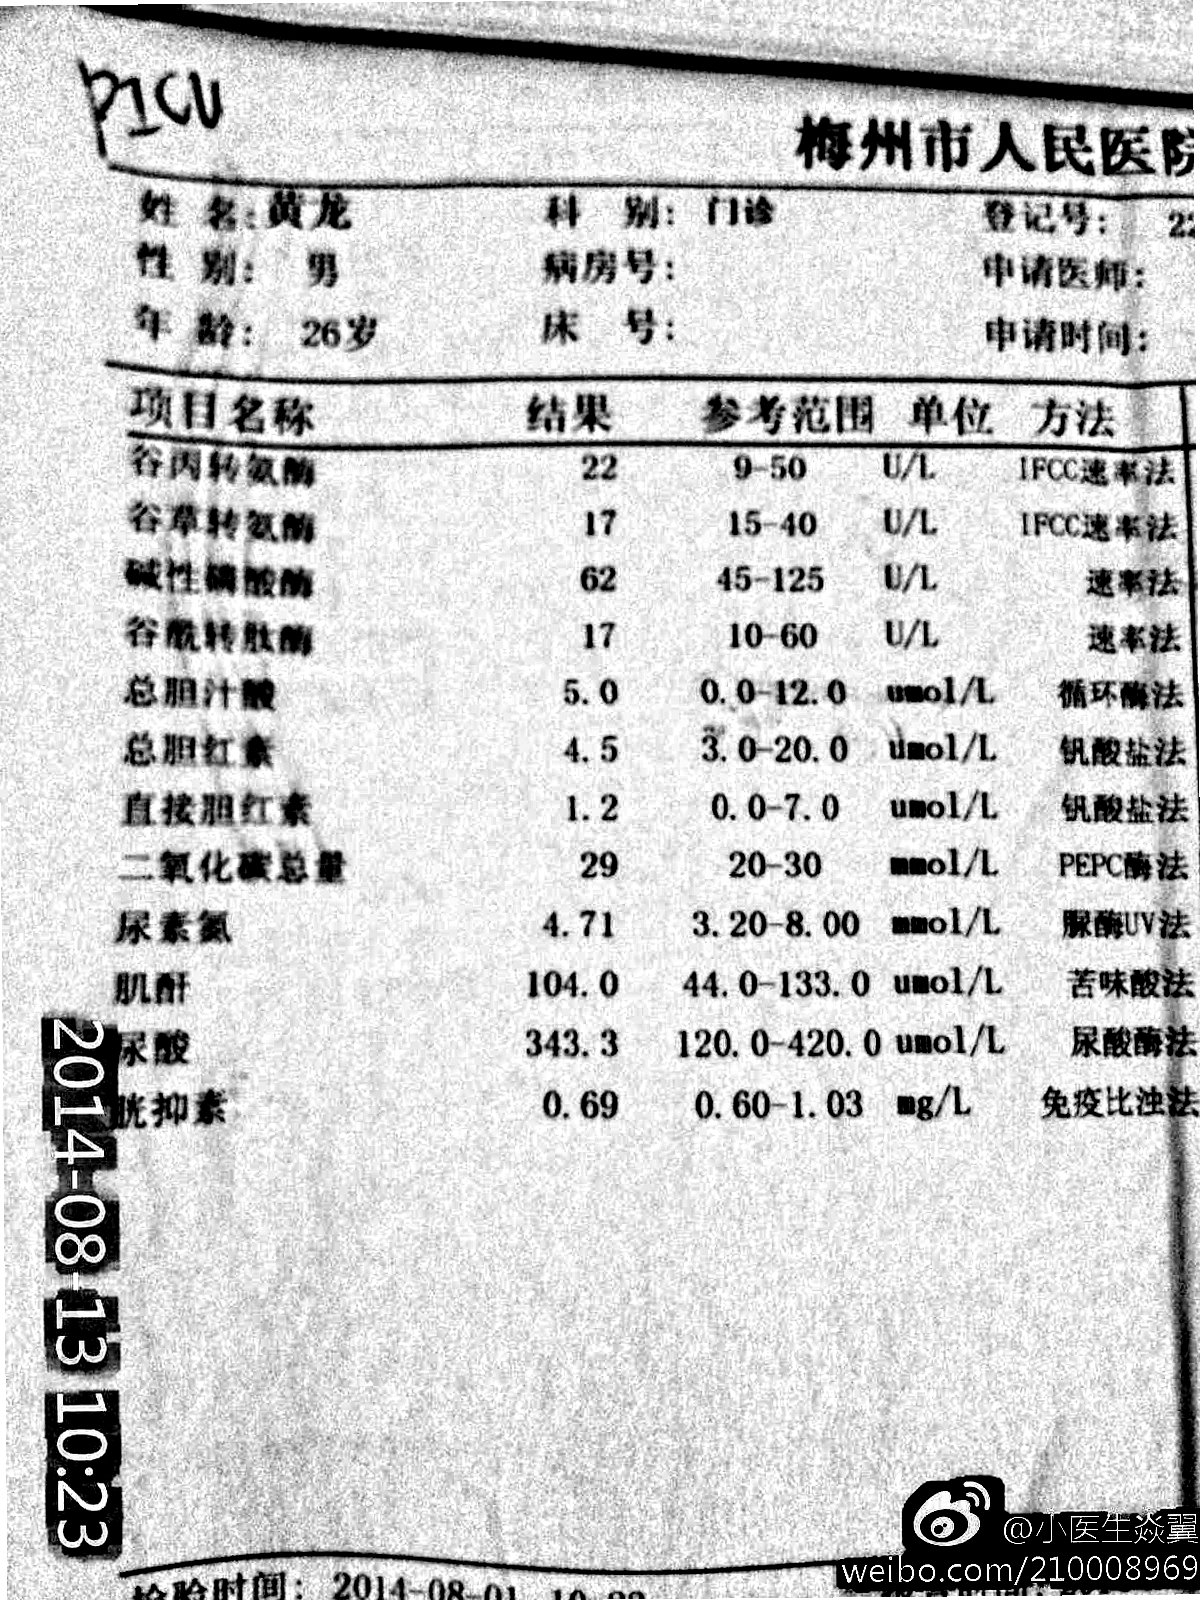 PICU
梅州市人民医院
姓 名: 黄龙 科 别: 门诊 登记号: 22
性 别: 男 病房号: 申请医师:
年 龄: 26岁 床 号: 申请时间:
项目名称 结果 参考范围 单位 方法
谷丙转氨酶 22 9-50 U/L IFCC速率法
谷草转氨酶 17 15-40 U/L IFCC速率法
碱性磷酸酶 62 45-125 U/L 速率法
谷酰转肽酶 17 10-60 U/L 速率法
总胆汁酸 5.0 0.0-12.0 umol/L 循环酶法
总胆红素 4.5 3.0-20.0 umol/L 钒酸盐法
直接胆红素 1.2 0.0-7.0 umol/L 钒酸盐法
二氧化碳总量 29 20-30 mmol/L PEPC酶法
尿素氮 4.71 3.20-8.00 mmol/L 脲酶UV法
肌酐 104.0 44.0-133.0 umol/L 苦味酸法
尿酸 343.3 120.0-420.0 umol/L 尿酸酶法
胱抑素 0.69 0.60-1.03 mg/L 免疫比浊法
2014-08-13 10:23
@小医生焱翼
weibo.com/210008969
检验时间: 2014-08-01